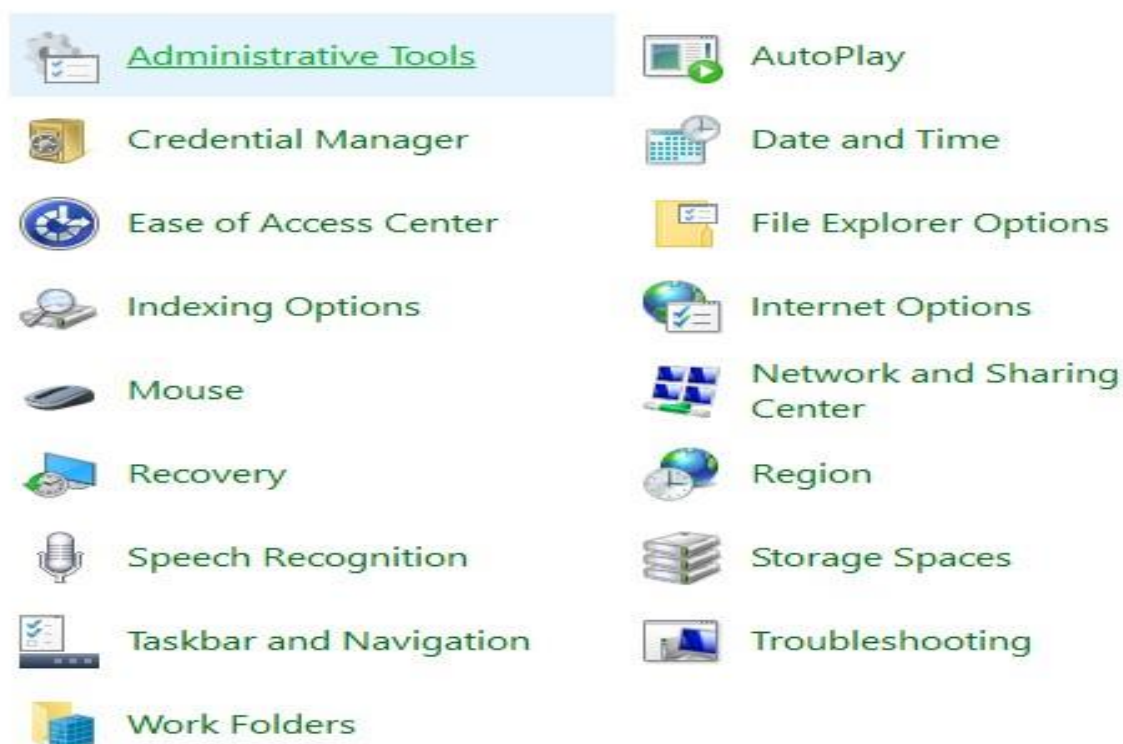 Administrative Tools
AutoPlay
Credential Manager
Date and Time
Ease of Access Center
File Explorer Options
Indexing Options
Internet Options
Mouse
Network and Sharing
Center
Recovery
Region
Speech Recognition
Storage Spaces
Taskbar and Navigation
Troubleshooting
Work Folders